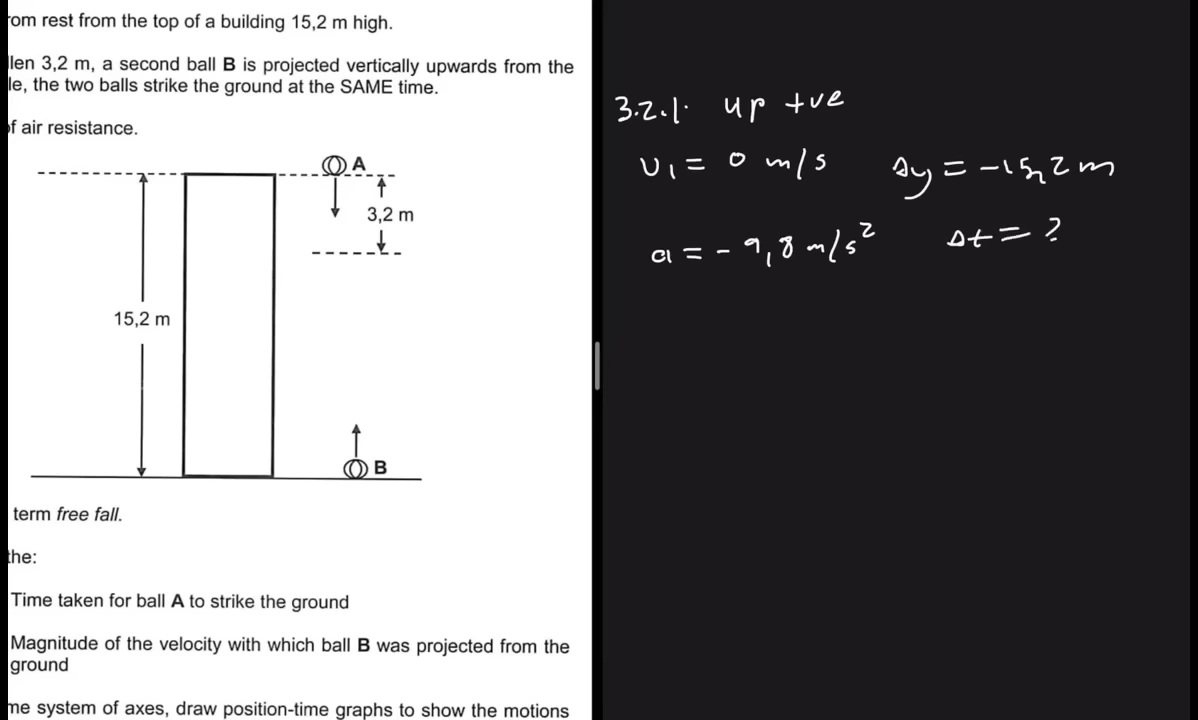 rom rest from the top of a building 15,2 m high.
len 3,2 m, a second ball B is projected vertically upwards from the
le, the two balls strike the ground at the SAME time.
of air resistance.
A
3,2 m
15,2 m
B
term free fall.
the:
Time taken for ball A to strike the ground
Magnitude of the velocity with which ball B was projected from the
ground
me system of axes, draw position-time graphs to show the motions
3.2.1. up +ve
υ₁ = 0 m/s Δy = -15,2 m
a = - 9,8 m/s² Δt = ?